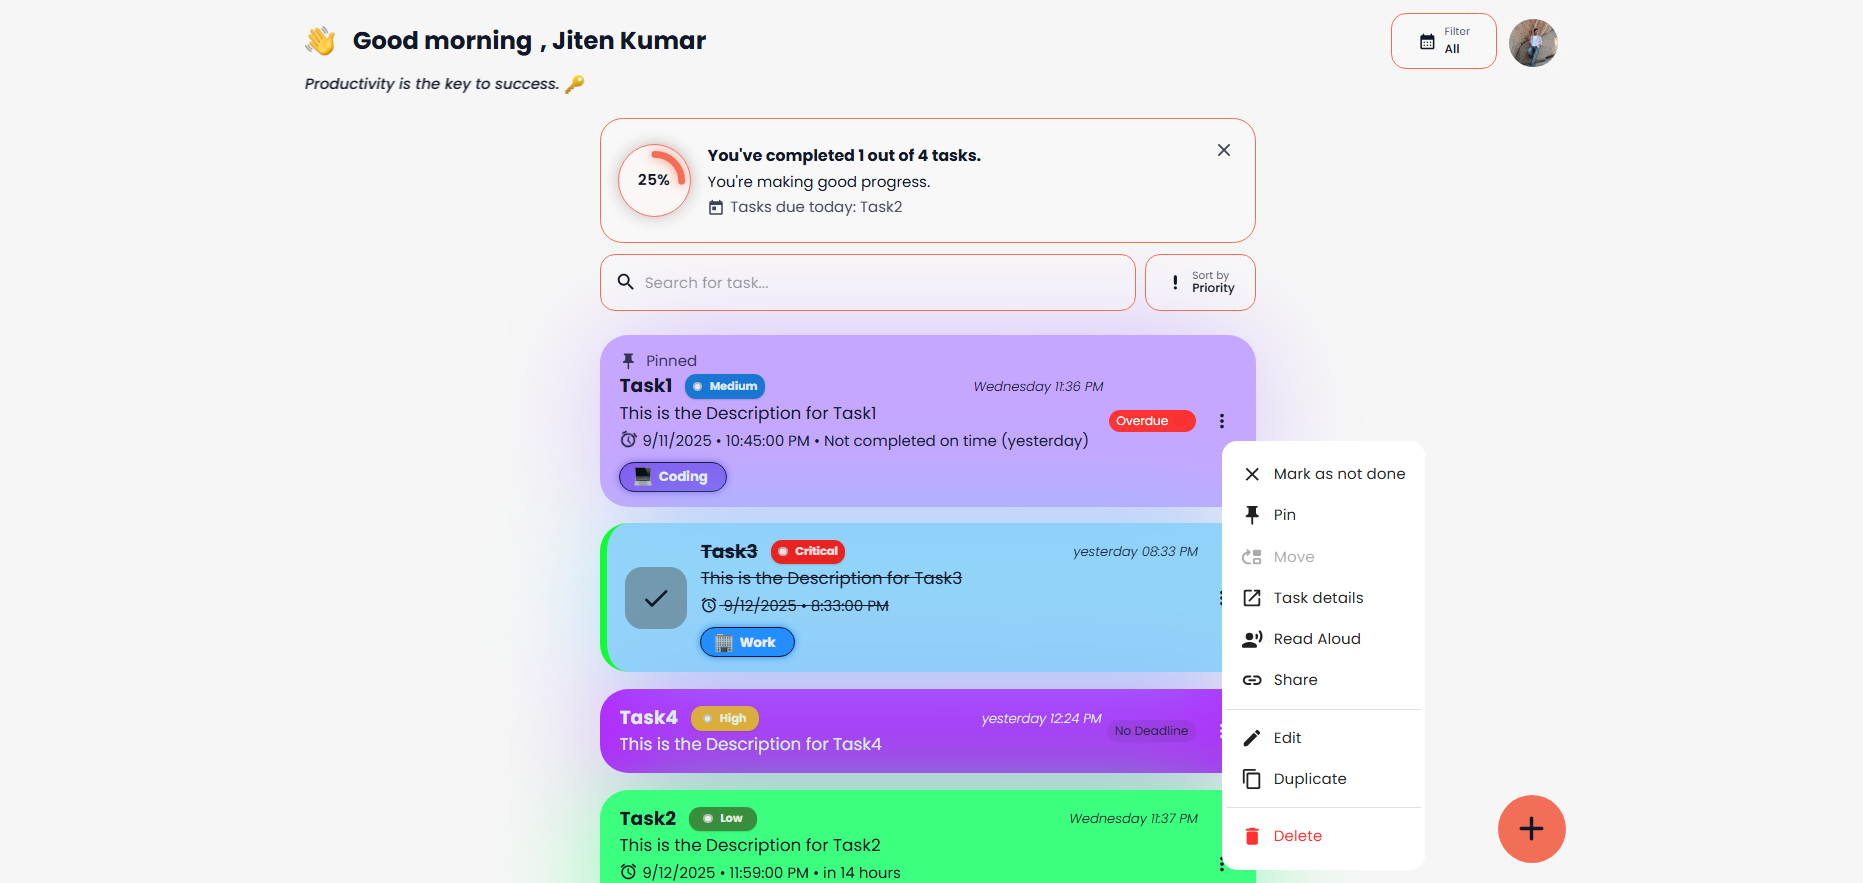 👋 Good morning , Jiten Kumar
Productivity is the key to success. 🔑
Filter
All
25%
You've completed 1 out of 4 tasks.
You're making good progress.
Tasks due today: Task2
Search for task...
Sort by
Priority
Pinned
Task1 Medium Wednesday 11:36 PM
This is the Description for Task1
Overdue
9/11/2025 • 10:45:00 PM • Not completed on time (yesterday)
Coding
Task3 Critical yesterday 08:33 PM
This is the Description for Task3
9/12/2025 • 8:33:00 PM
Work
Task4 High yesterday 12:24 PM
No Deadline
This is the Description for Task4
Task2 Low Wednesday 11:37 PM
This is the Description for Task2
9/12/2025 • 11:59:00 PM • in 14 hours
Mark as not done
Pin
Move
Task details
Read Aloud
Share
Edit
Duplicate
Delete